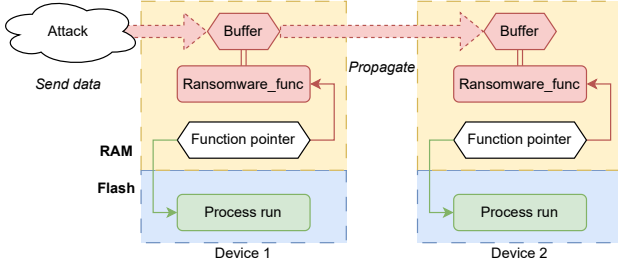 Attack
Buffer
Buffer
Send data
Propagate
Ransomware_func
Ransomware_func
Function pointer
Function pointer
RAM
Flash
Process run
Process run
Device 1
Device 2